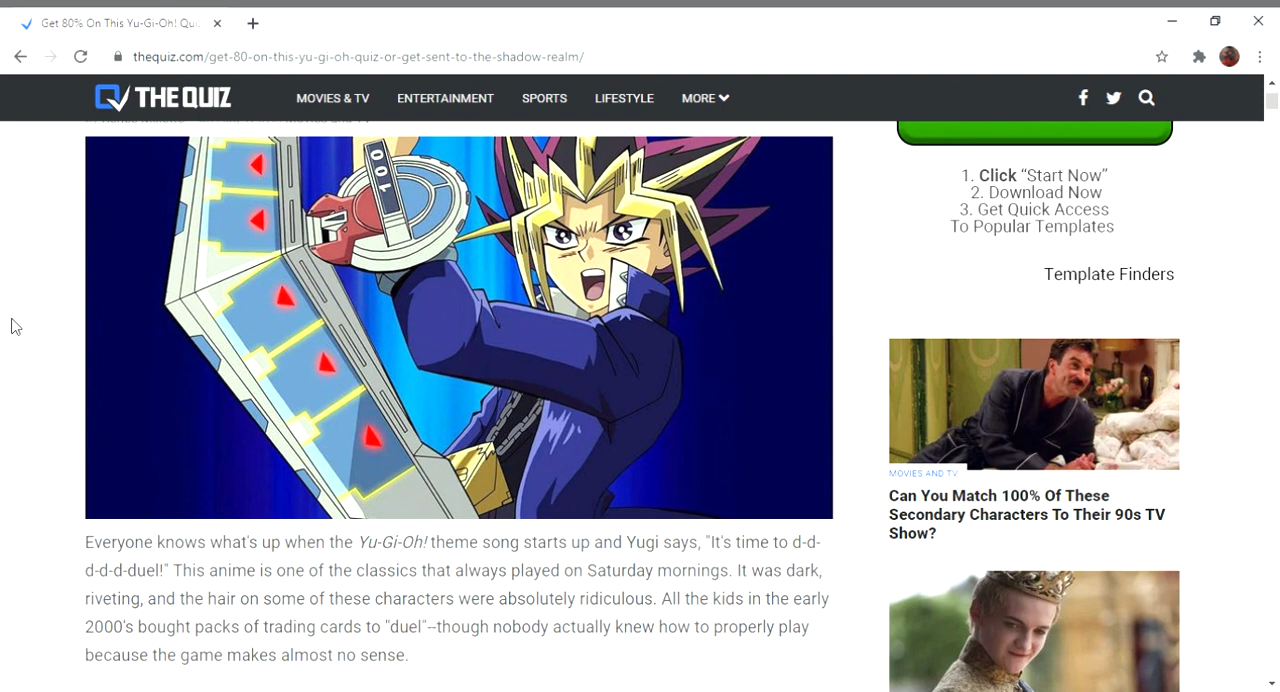 Get 80% On This Yu-Gi-Oh! Qui
thequiz.com/get-80-on-this-yu-gi-oh-quiz-or-get-sent-to-the-shadow-realm/
THE QUIZ
MOVIES & TV
ENTERTAINMENT
SPORTS
LIFESTYLE
MORE
001
1. Click “Start Now”
2. Download Now
3. Get Quick Access
To Popular Templates
Template Finders
Everyone knows what's up when the Yu-Gi-Oh! theme song starts up and Yugi says, "It's time to d-d-
d-d-d-duel!" This anime is one of the classics that always played on Saturday mornings. It was dark,
riveting, and the hair on some of these characters were absolutely ridiculous. All the kids in the early
2000's bought packs of trading cards to "duel"--though nobody actually knew how to properly play
because the game makes almost no sense.
MOVIES AND TV
Can You Match 100% Of These
Secondary Characters To Their 90s TV
Show?